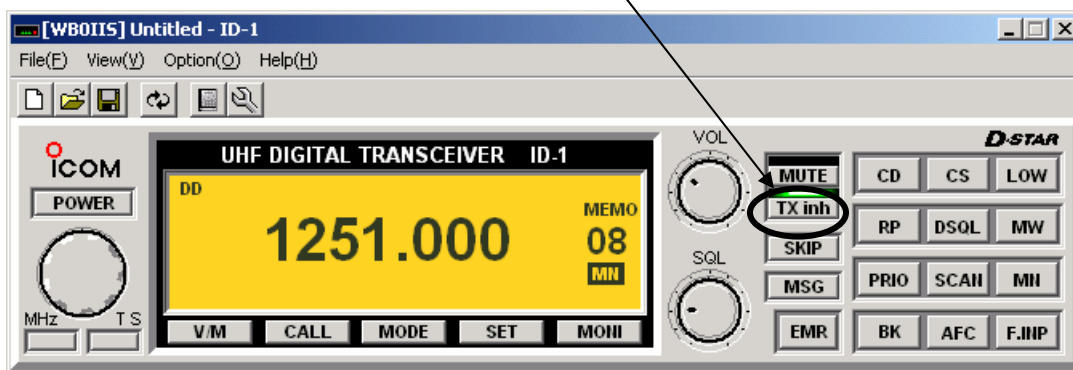 [WB0IIS] Untitled - ID-1
File(F) View(V) Option(O) Help(H)
ICOM
POWER
MHz TS
UHF DIGITAL TRANSCEIVER ID-1
DD
1251.000
MEMO
08
MN
V/M CALL MODE SET MONI
VOL
SQL
MUTE
TX inh
SKIP
MSG
EMR
D-STAR
CD CS LOW
RP DSQL MW
PRIO SCAN MN
BK AFC F.INP